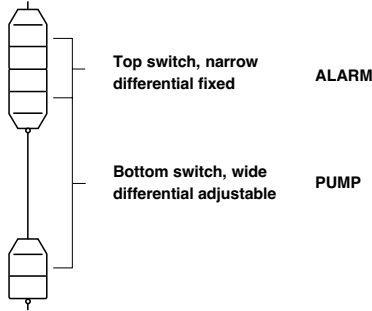 Top switch, narrow
differential fixed
ALARM
Bottom switch, wide
differential adjustable
PUMP